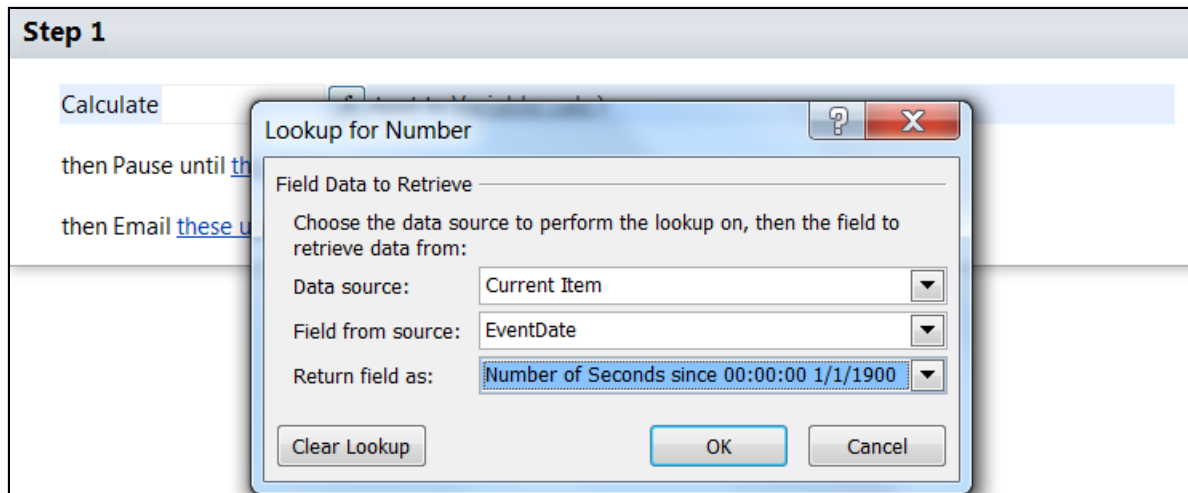 Step 1
Calculate
Lookup for Number
then Pause until th
Field Data to Retrieve
Choose the data source to perform the lookup on, then the field to
retrieve data from:
then Email these u
Data source: Current Item
Field from source: EventDate
Return field as: Number of Seconds since 00:00:00 1/1/1900
Clear Lookup OK Cancel